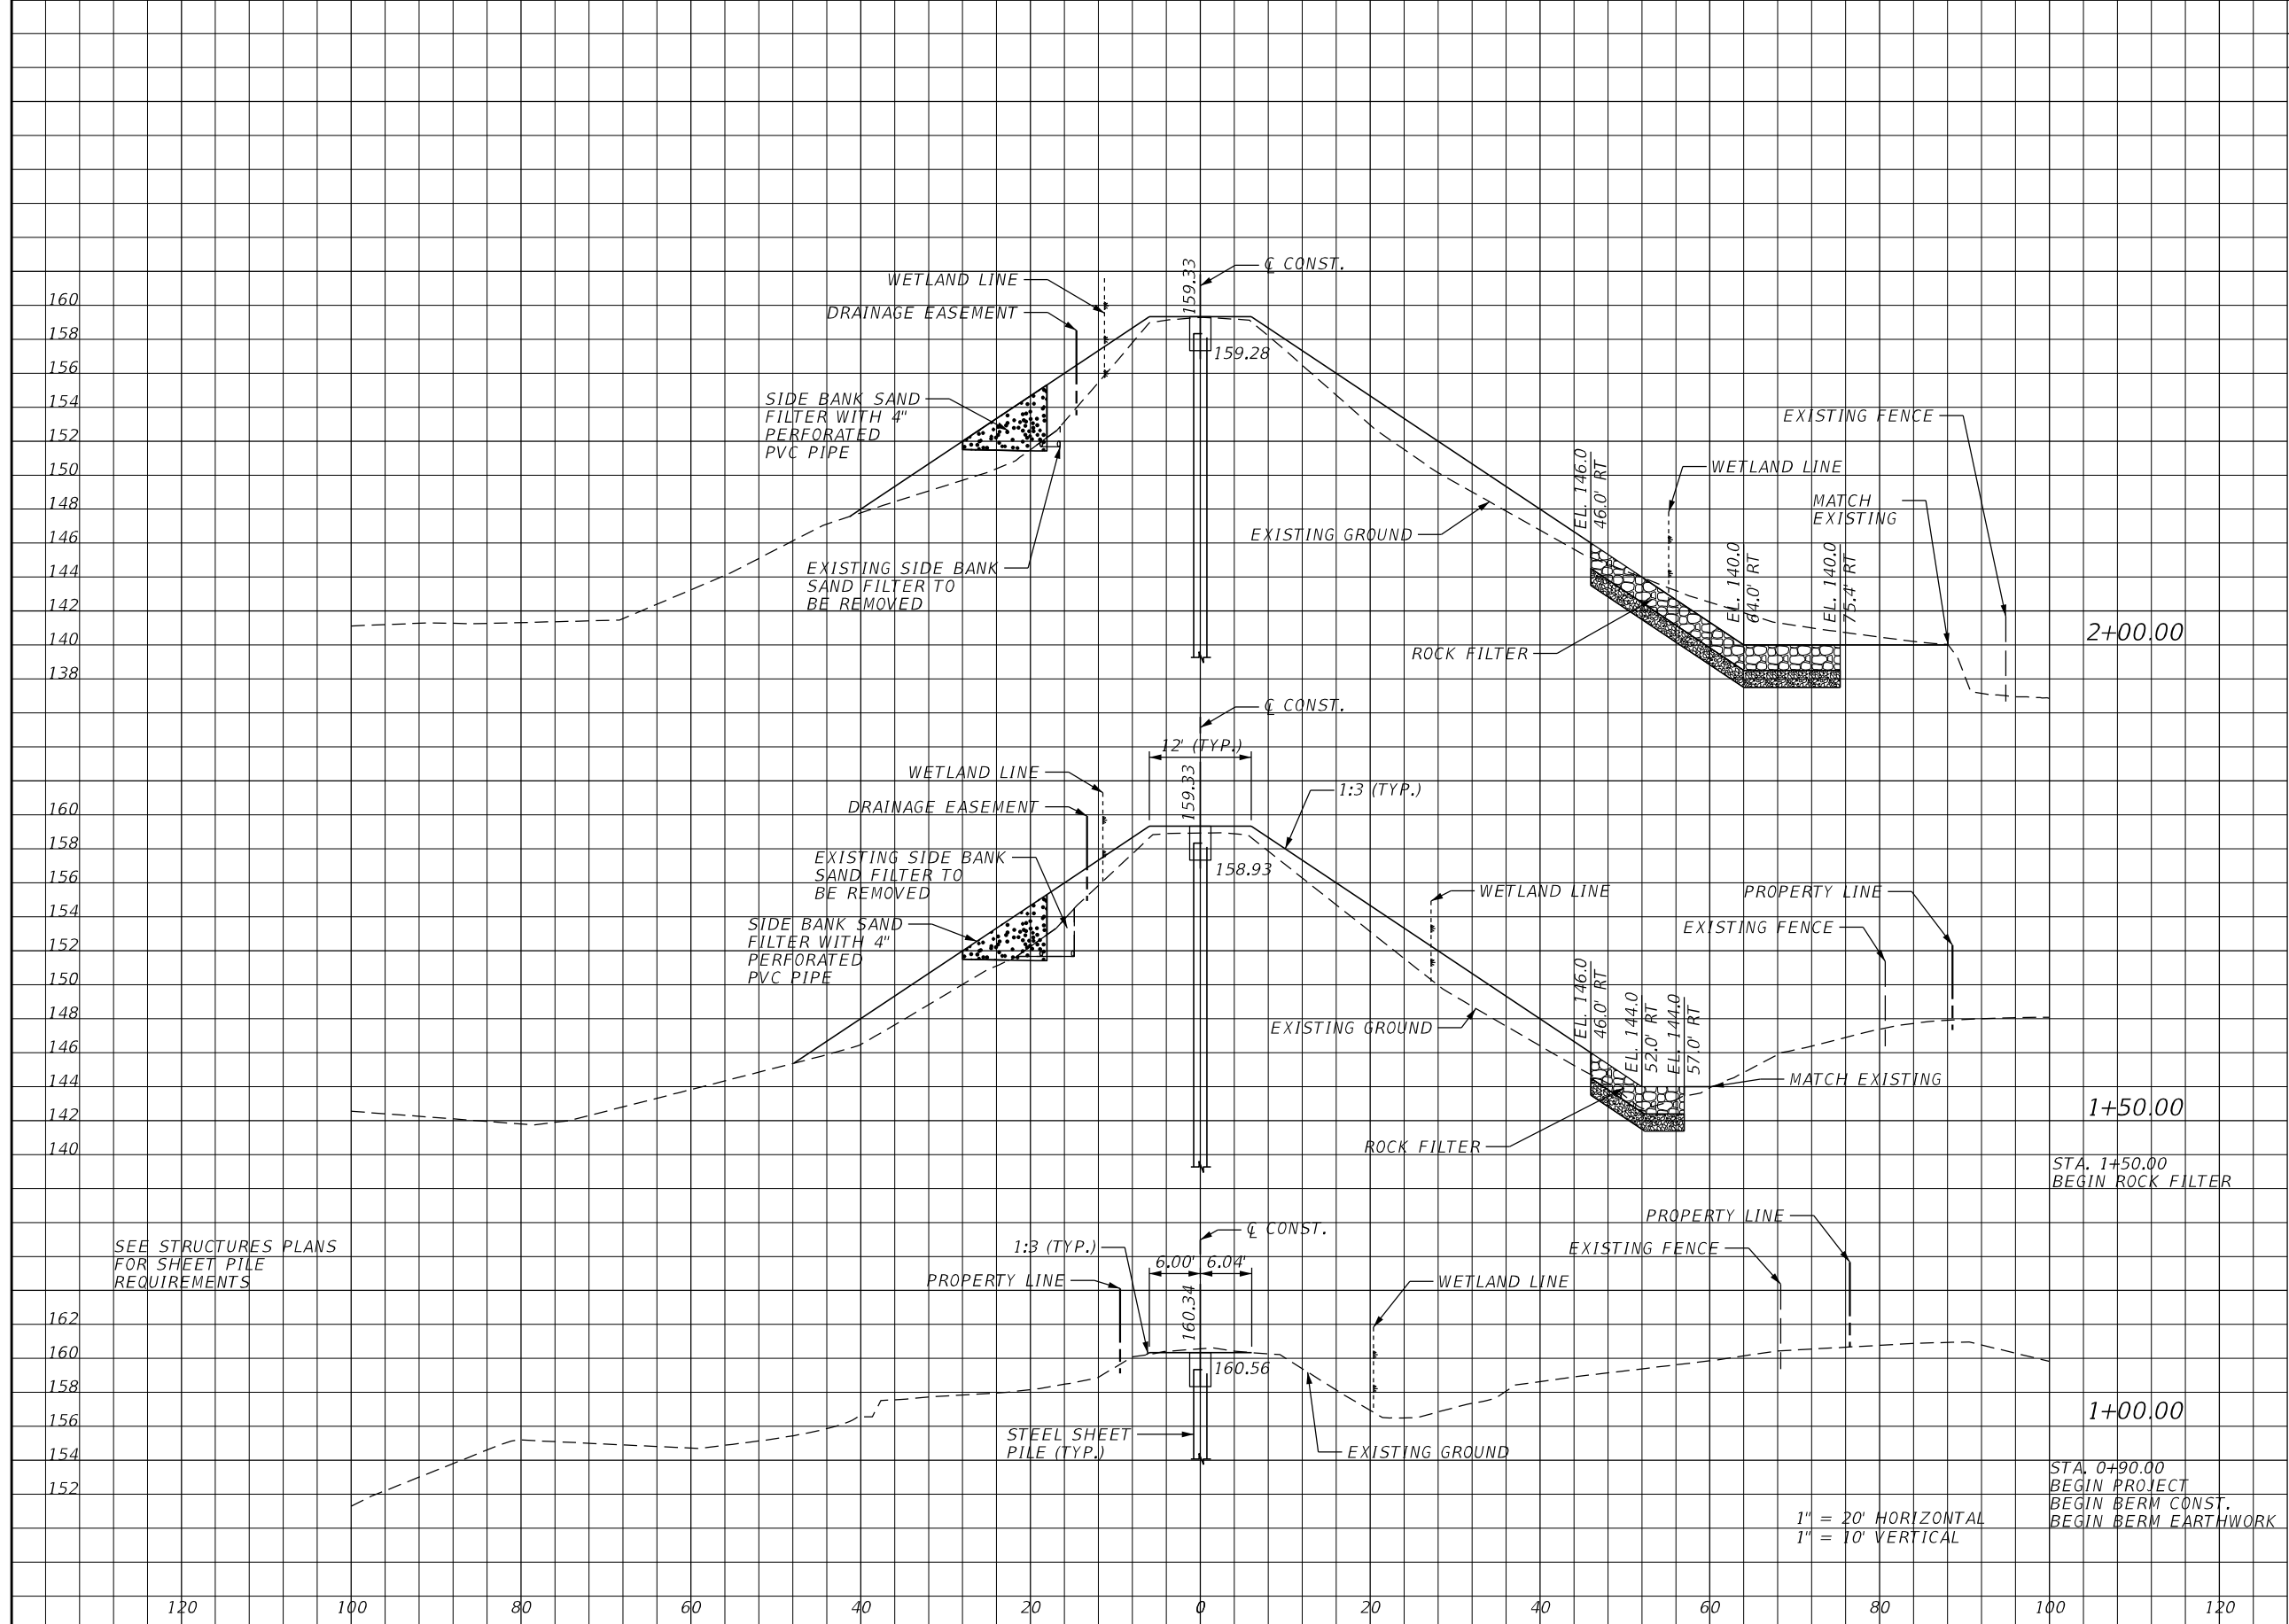 159.33
℄ CONST.
WETLAND LINE
DRAINAGE EASEMENT
160
158
156
154
152
150
148
146
144
142
140
138
159.28
SIDE BANK SAND
FILTER WITH 4"
PERFORATED
PVC PIPE
EXISTING SIDE BANK
SAND FILTER TO
BE REMOVED
EXISTING GROUND
ROCK FILTER
EL. 146.0
46.0' RT
WETLAND LINE
EXISTING FENCE
MATCH
EXISTING
EL. 140.0
64.0' RT
EL. 140.0
75.4' RT
2+00.00
℄ CONST.
12' (TYP.)
159.33
WETLAND LINE
DRAINAGE EASEMENT
1:3 (TYP.)
160
158
156
154
152
150
148
146
144
142
140
158.93
EXISTING SIDE BANK
SAND FILTER TO
BE REMOVED
SIDE BANK SAND
FILTER WITH 4"
PERFORATED
PVC PIPE
WETLAND LINE
PROPERTY LINE
EXISTING FENCE
EXISTING GROUND
EL. 146.0
46.0' RT
EL. 144.0
52.0' RT
EL. 144.0
57.0' RT
MATCH EXISTING
ROCK FILTER
1+50.00
STA. 1+50.00
BEGIN ROCK FILTER
SEE STRUCTURES PLANS
FOR SHEET PILE
REQUIREMENTS
℄ CONST.
1:3 (TYP.)
6.00'
6.04'
PROPERTY LINE
160.34
WETLAND LINE
EXISTING FENCE
PROPERTY LINE
162
160
158
156
154
152
160.56
STEEL SHEET
PILE (TYP.)
EXISTING GROUND
1+00.00
STA. 0+90.00
BEGIN PROJECT
BEGIN BERM CONST.
BEGIN BERM EARTHWORK
1" = 20' HORIZONTAL
1" = 10' VERTICAL
120 100 80 60 40 20 0 20 40 60 80 100 120